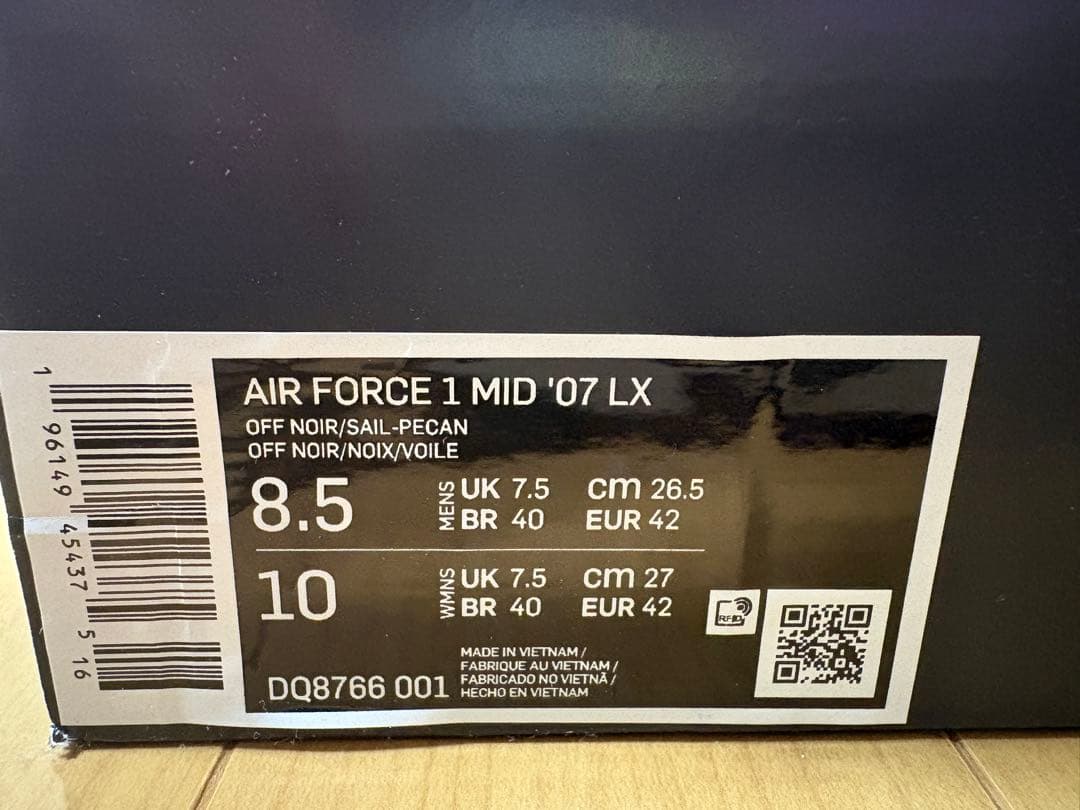 AIR FORCE 1 MID '07 LX
OFF NOIR/SAIL-PECAN
OFF NOIR/NOIX/VOILE
8.5
MENS
UK 7.5 cm 26.5
BR 40 EUR 42
10
WMNS
UK 7.5 cm 27
BR 40 EUR 42
RFID
DQ8766 001
MADE IN VIETNAM /
FABRIQUE AU VIETNAM /
FABRICADO NO VIETNÃ /
HECHO EN VIETNAM
1 96149 45437 5 16